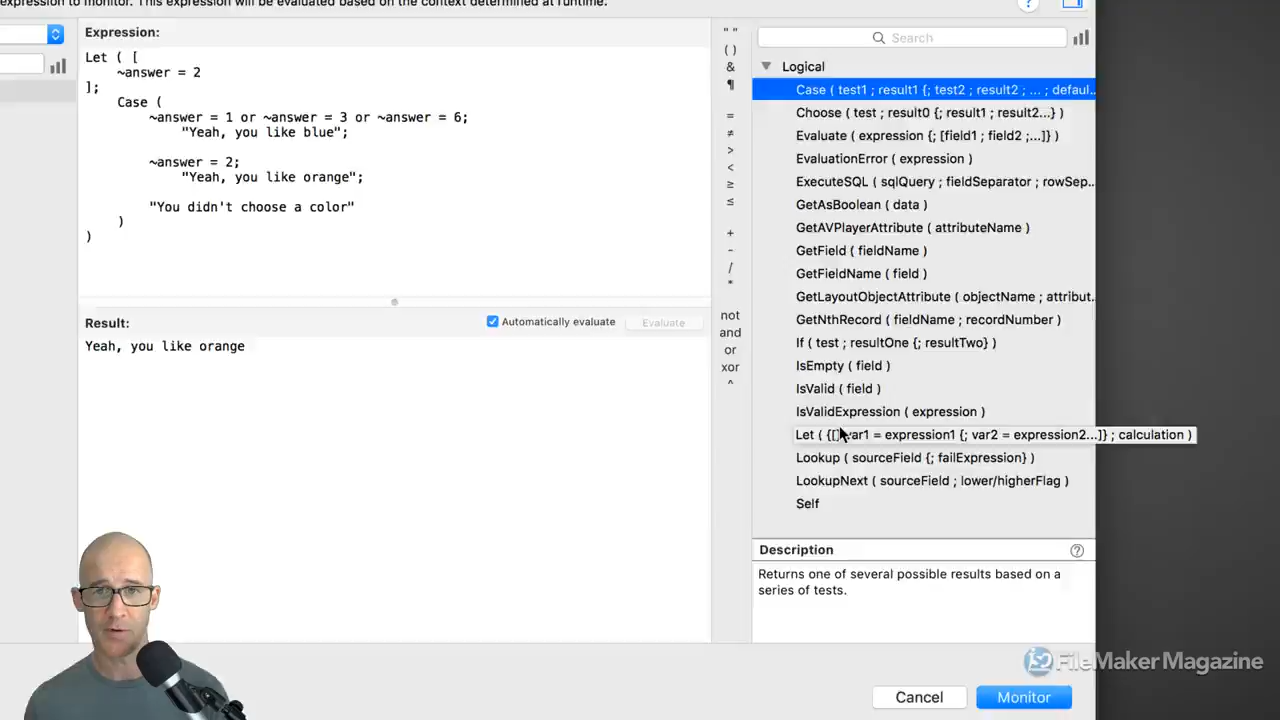 expression to monitor. This expression will be evaluated based on the context determined at runtime.
?
Expression:
Let ( [
~answer = 2
];
Case (
~answer = 1 or ~answer = 3 or ~answer = 6;
"Yeah, you like blue";
~answer = 2;
"Yeah, you like orange";
"You didn't choose a color"
)
)
Result:
Automatically evaluate
Evaluate
Yeah, you like orange
" "
( )
&
¶
=
≠
>
<
≥
≤
+
-
/
*
not
and
or
xor
^
Search
Logical
Case ( test1 ; result1 {; test2 ; result2 ; ... ; defaul...
Choose ( test ; result0 {; result1 ; result2...} )
Evaluate ( expression {; [field1 ; field2 ;...]} )
EvaluationError ( expression )
ExecuteSQL ( sqlQuery ; fieldSeparator ; rowSep...
GetAsBoolean ( data )
GetAVPlayerAttribute ( attributeName )
GetField ( fieldName )
GetFieldName ( field )
GetLayoutObjectAttribute ( objectName ; attribut...
GetNthRecord ( fieldName ; recordNumber )
If ( test ; resultOne {; resultTwo} )
IsEmpty ( field )
IsValid ( field )
IsValidExpression ( expression )
Let ( {[} var1 = expression1 {; var2 = expression2...]} ; calculation )
Lookup ( sourceField {; failExpression} )
LookupNext ( sourceField ; lower/higherFlag )
Self
Description
?
Returns one of several possible results based on a
series of tests.
FileMaker Magazine
Cancel
Monitor